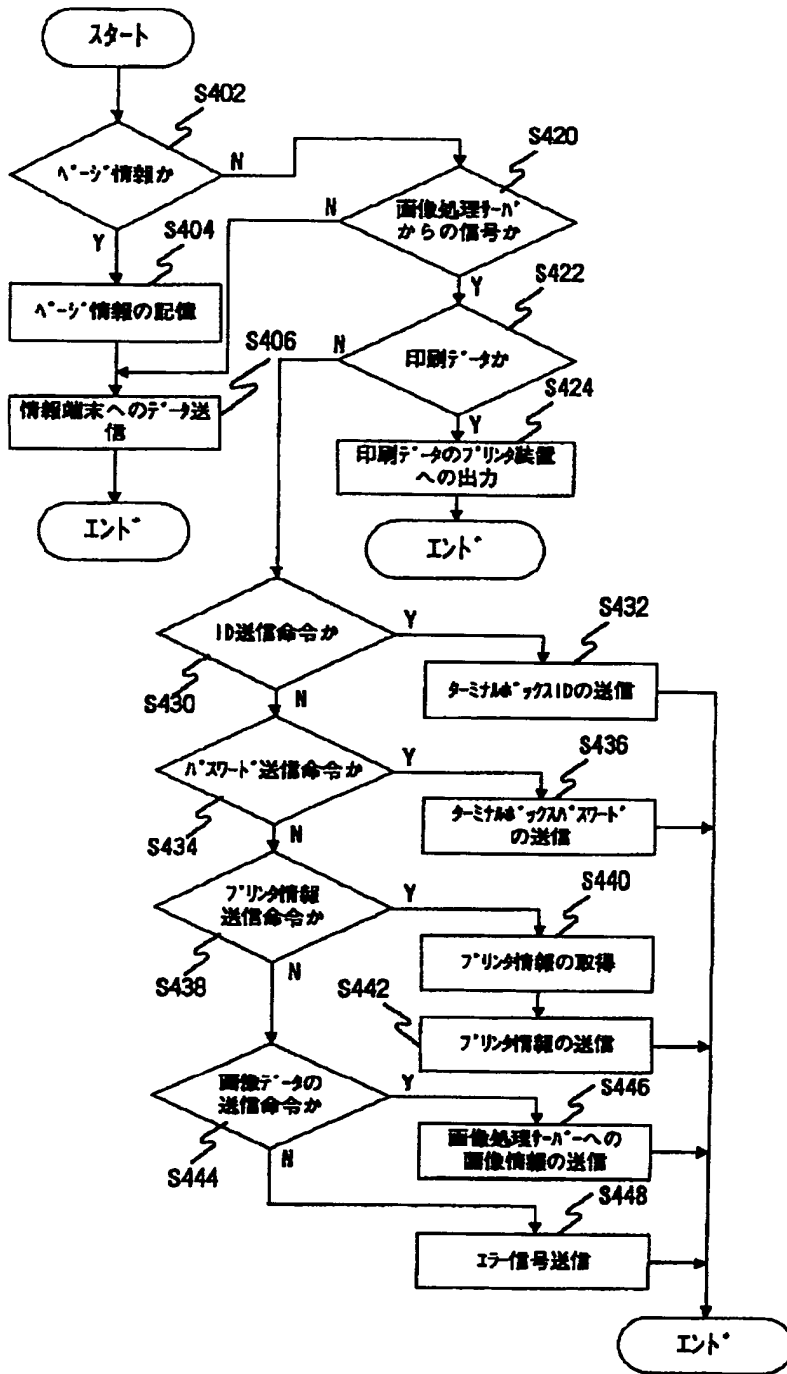 スタート
S402
ページ情報か
N
S420
画像処理サーバ
からの信号か
N
Y
S404
ページ情報の記憶
Y
S422
印刷データか
N
S406
情報端末へのデータ送
信
Y
S424
印刷データのプリンタ装置
への出力
エンド
エンド
ID送信命令か
Y
S432
S430
N
ターミナルボックスIDの送信
パスワード送信命令か
Y
S436
S434
N
ターミナルボックスパスワード
の送信
プリンタ情報
送信命令か
Y
S440
S438
N
プリンタ情報の取得
S442
プリンタ情報の送信
画像データの
送信命令か
Y
S446
S444
N
画像処理サーバーへの
画像情報の送信
S448
エラー信号送信
エンド